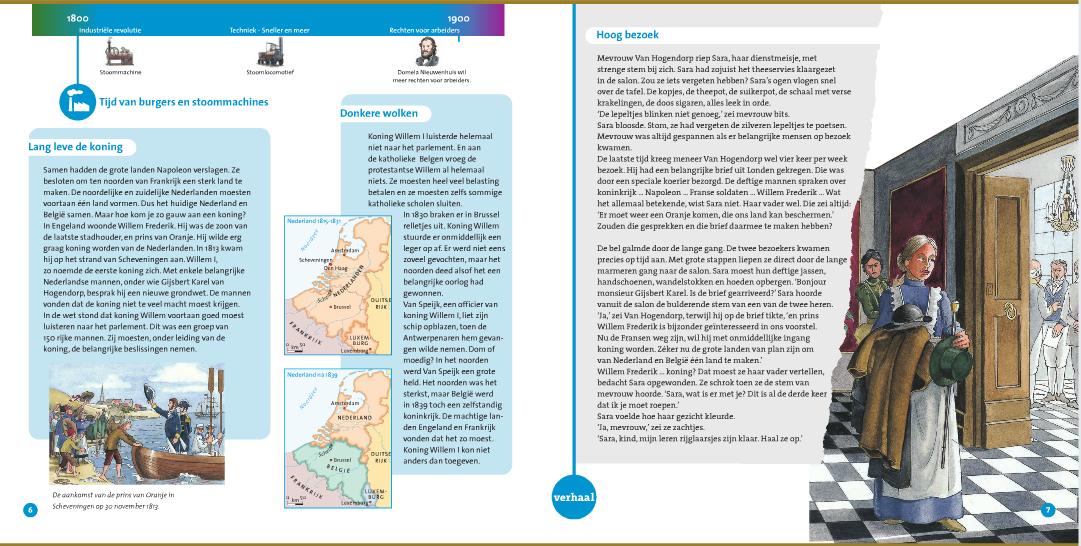 1800
1900
Industriële revolutie
Techniek - Sneller en meer
Rechten voor arbeiders
Stoommachine
Stoomlokomotief
Domela Nieuwenhuis wil
meer rechten voor arbeiders.
Tijd van burgers en stoommachines
Lang leve de koning
Samen hadden de grote landen Napoleon verslagen. Ze
besloten om ten noorden van Frankrijk een sterk land te
maken. De noordelijke en zuidelijke Nederlanden moesten
voortaan één land vormen. Dus het huidige Nederland en
België samen. Maar hoe kom je zo gauw aan een koning?
In Engeland woonde Willem Frederik. Hij was de zoon van
de laatste stadhouder, en prins van Oranje. Hij wilde erg
graag koning worden van de Nederlanden. In 1813 kwam
hij op het strand van Scheveningen aan. Willem I,
zo noemde de eerste koning zich. Met enkele belangrijke
Nederlandse mannen, onder wie Gijsbert Karel van
Hogendorp, besprak hij een nieuwe grondwet. De mannen
vonden dat de koning niet te veel macht moest krijgen.
In de wet stond dat koning Willem voortaan goed moest
luisteren naar het parlement. Dit was een groep van
150 rijke mannen. Zij moesten, onder leiding van de
koning, de belangrijke beslissingen nemen.
De aankomst van de prins van Oranje in
Scheveningen op 30 november 1813.
6
Donkere wolken
Koning Willem I luisterde helemaal
niet naar het parlement. En aan
de katholieke Belgen vroeg de
protestantse Willem al helemaal
niets. Ze moesten heel veel belasting
betalen en ze moesten zelfs sommige
katholieke scholen sluiten.
In 1830 braken er in Brussel
relletjes uit. Koning Willem
stuurde er onmiddellijk een
leger op af. Er werd niet eens
zoveel gevochten, maar het
noorden deed alsof het een
belangrijke oorlog had
gewonnen.
Van Speijk, een officier van
koning Willem I, liet zijn
schip opblazen, toen de
Antwerpenaren hem gevan-
gen wilde nemen. Dom of
moedig? In het noorden
werd Van Speijk een grote
held. Het noorden was het
sterkst, maar België werd
in 1839 toch een zelfstandig
koninkrijk. De machtige lan-
den Engeland en Frankrijk
vonden dat het zo moest.
Koning Willem I kon niet
anders dan toegeven.
Nederland 1815-1831
Noordzee
Amsterdam
Scheveningen
Den Haag
NEDERLANDEN
Schelde
Brussel
DUITSE
RIJK
FRANKRIJK
LUXEM-
BURG
Luxemburg
Nederland na 1839
Noordzee
Amsterdam
NEDERLAND
Schelde
Brussel
BELGIË
DUITSE
RIJK
FRANKRIJK
LUXEM-
BURG
Luxemburg
Hoog bezoek
Mevrouw Van Hogendorp riep Sara, haar dienstmeisje, met
strenge stem bij zich. Sara had zojuist het theeservies klaargezet
in de salon. Zou ze iets vergeten hebben? Sara's ogen vlogen snel
over de tafel. De kopjes, de theepot, de suikerpot, de schaal met verse
krakelingen, de doos sigaren, alles leek in orde.
'De lepeltjes blinken niet genoeg,' zei mevrouw bits.
Sara bloosde. Stom, ze had vergeten de zilveren lepeltjes te poetsen.
Mevrouw was altijd gespannen als er belangrijke mensen op bezoek
kwamen.
De laatste tijd kreeg meneer Van Hogendorp wel vier keer per week
bezoek. Hij had een belangrijke brief uit Londen gekregen. Die was
door een speciale koerier bezorgd. De deftige mannen spraken over
koninkrijk ... Napoleon ... Franse soldaten ... Willem Frederik ... Wat
het allemaal betekende, wist Sara niet. Haar vader wel. Die zei altijd:
'Er moet weer een Oranje komen, die ons land kan beschermen.'
Zouden die gesprekken en die brief daarmee te maken hebben?
De bel galmde door de lange gang. De twee bezoekers kwamen
precies op tijd aan. Met grote stappen liepen ze direct door de lange
marmeren gang naar de salon. Sara moest hun deftige jassen,
handschoenen, wandelstokken en hoeden opbergen. 'Bonjour
monsieur Gijsbert Karel. Is de brief gearriveerd?' Sara hoorde
vanuit de salon de bulderende stem van een van de twee heren.
'Ja,' zei Van Hogendorp, terwijl hij op de brief tikte, 'en prins
Willem Frederik is bijzonder geïnteresseerd in ons voorstel.
Nu de Fransen weg zijn, wil hij met onmiddellijke ingang
koning worden. Zéker nu de grote landen van plan zijn om
van Nederland en België één land te maken.'
Willem Frederik ... koning? Dat moest ze haar vader vertellen,
bedacht Sara opgewonden. Ze schrok toen ze de stem van
mevrouw hoorde. 'Sara, wat is er met je? Dit is al de derde keer
dat ik je moet roepen.'
Sara voelde hoe haar gezicht kleurde.
'Ja, mevrouw,' zei ze zachtjes.
'Sara, kind, mijn leren rijglaarsjes zijn klaar. Haal ze op.'
verhaal
7